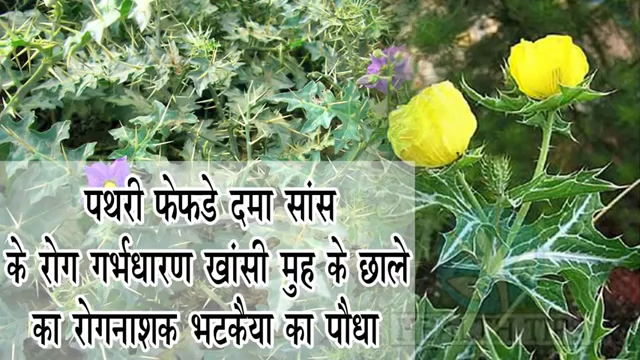 पथरी फेफडे दमा सांस
के रोग गर्भधारण खांसी मुह के छाले
का रोगनाशक भटकैया का पौधा